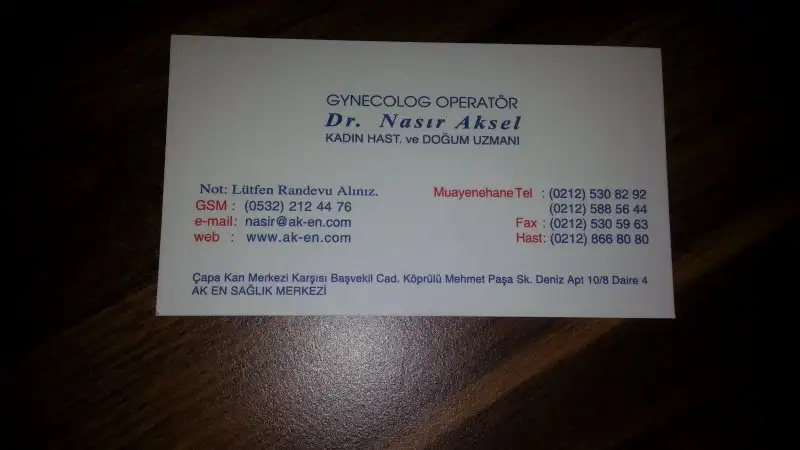 GYNECOLOG OPERATÖR
Dr. Nasır Aksel
KADIN HAST. ve DOĞUM UZMANI
Not: Lütfen Randevu Alınız.
GSM : (0532) 212 44 76
e-mail: nasir@ak-en.com
web : www.ak-en.com
Muayenehane Tel : (0212) 530 82 92
(0212) 588 56 44
Fax : (0212) 530 59 63
Hast: (0212) 866 80 80
Çapa Kan Merkezi Karşısı Başvekil Cad. Köprülü Mehmet Paşa Sk. Deniz Apt 10/8 Daire 4
AK EN SAĞLIK MERKEZİ